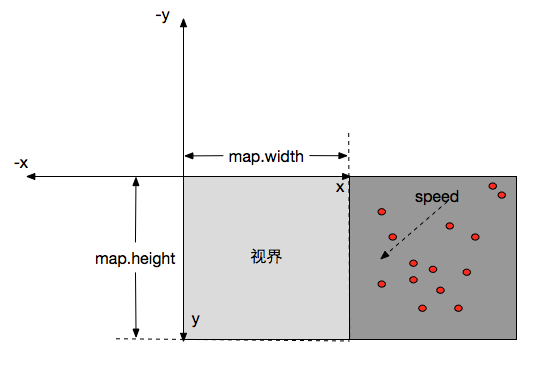 -y
map.width
-x
x
speed
map.height
视界
y